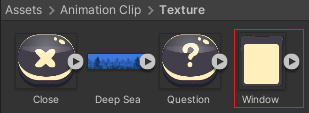 Assets > Animation Clip > Texture
?
Close Deep Sea Question Window